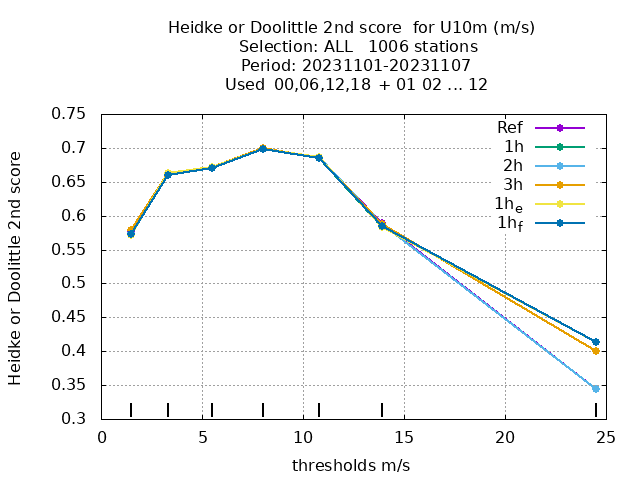 Heidke or Doolittle 2nd score  for U10m (m/s)
Selection: ALL   1006 stations
Period: 20231101-20231107
Used  00,06,12,18 + 01 02 ... 12
Heidke or Doolittle 2nd score
0.75
0.7
0.65
0.6
0.55
0.5
0.45
0.4
0.35
0.3
Ref
1h
2h
3h
1he
1hf
0 5 10 15 20 25
thresholds m/s